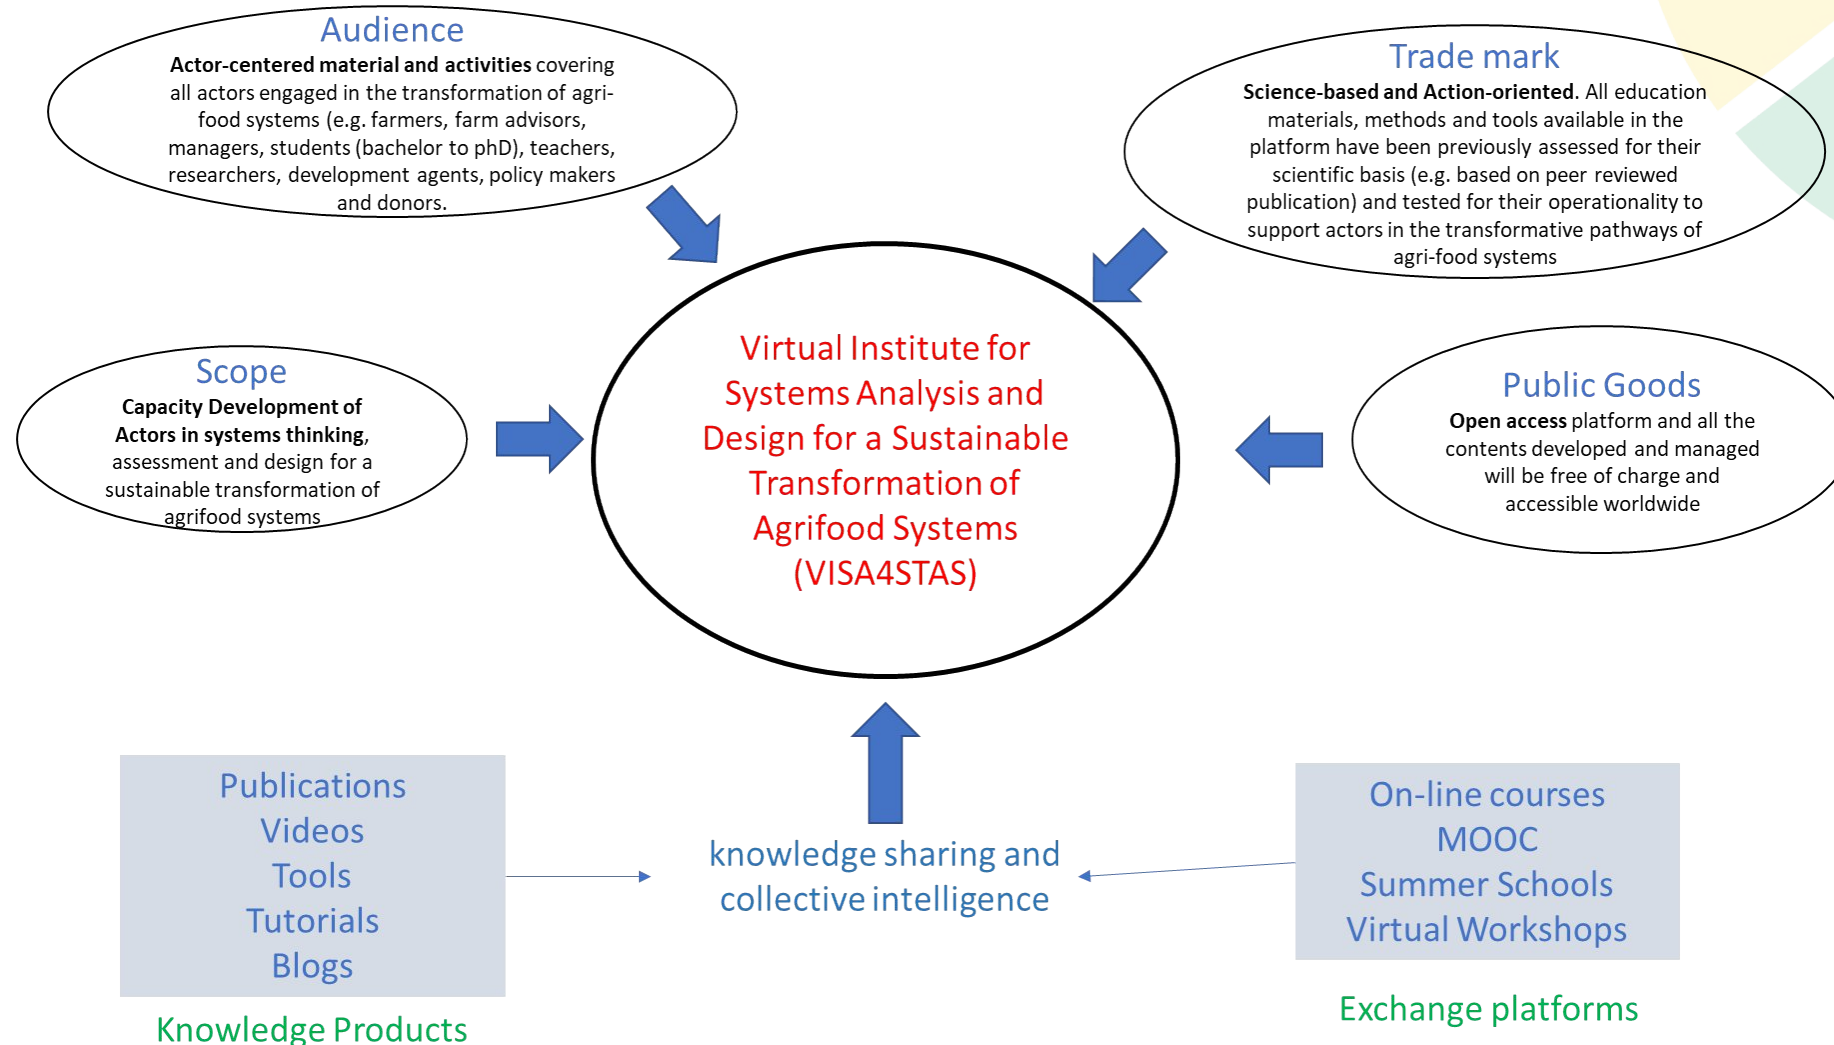 Audience
Actor-centered material and activities covering
all actors engaged in the transformation of agri-
food systems (e.g. farmers, farm advisors,
managers, students (bachelor to phD), teachers,
researchers, development agents, policy makers
and donors.
Trade mark
Science-based and Action-oriented. All education
materials, methods and tools available in the
platform have been previously assessed for their
scientific basis (e.g. based on peer reviewed
publication) and tested for their operationality to
support actors in the transformative pathways of
agri-food systems
Scope
Capacity Development of
Actors in systems thinking,
assessment and design for a
sustainable transformation of
agrifood systems
Virtual Institute for
Systems Analysis and
Design for a Sustainable
Transformation of
Agrifood Systems
(VISA4STAS)
Public Goods
Open access platform and all the
contents developed and managed
will be free of charge and
accessible worldwide
Publications
Videos
Tools
Tutorials
Blogs
Knowledge Products
knowledge sharing and
collective intelligence
On-line courses
MOOC
Summer Schools
Virtual Workshops
Exchange platforms